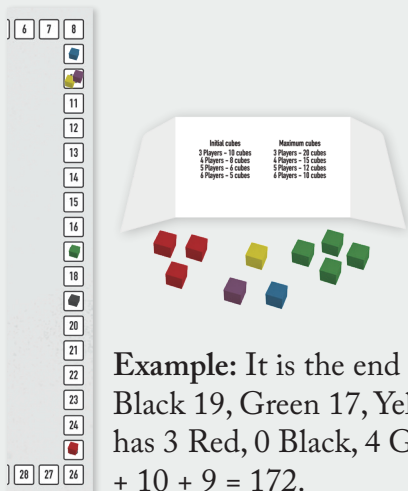 6 7 8
11
12
13
14
15
16
18
20
21
22
23
24
28 27 26
Initial cubes
3 Players - 10 cubes
4 Players - 8 cubes
5 Players - 6 cubes
6 Players - 5 cubes
Maximum cubes
3 Players - 20 cubes
4 Players - 15 cubes
5 Players - 12 cubes
6 Players - 10 cubes
Example: It is the end
Black 19, Green 17, Yel
has 3 Red, 0 Black, 4 G
+ 10 + 9 = 172.